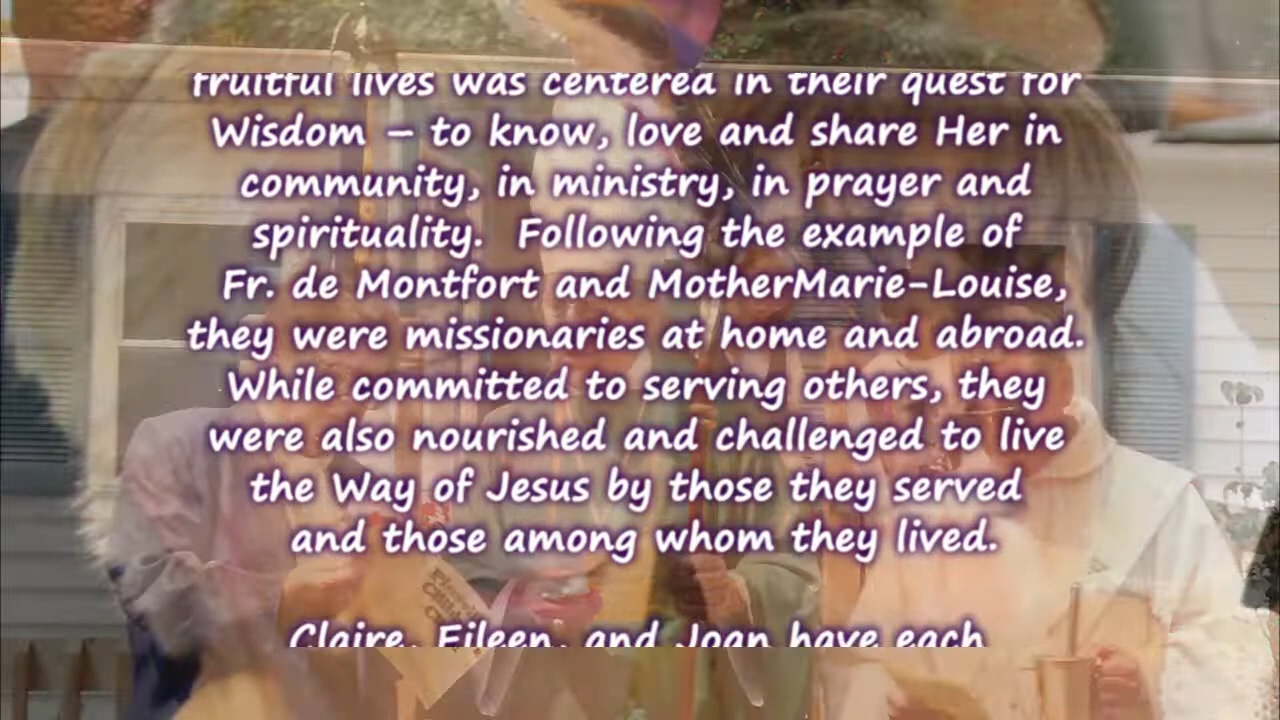 fruitful lives was centered in their quest for
Wisdom – to know, love and share Her in
community, in ministry, in prayer and
spirituality.  Following the example of
Fr. de Montfort and MotherMarie-Louise,
they were missionaries at home and abroad.
While committed to serving others, they
were also nourished and challenged to live
the Way of Jesus by those they served
and those among whom they lived.
Claire, Eileen, and Joan have each